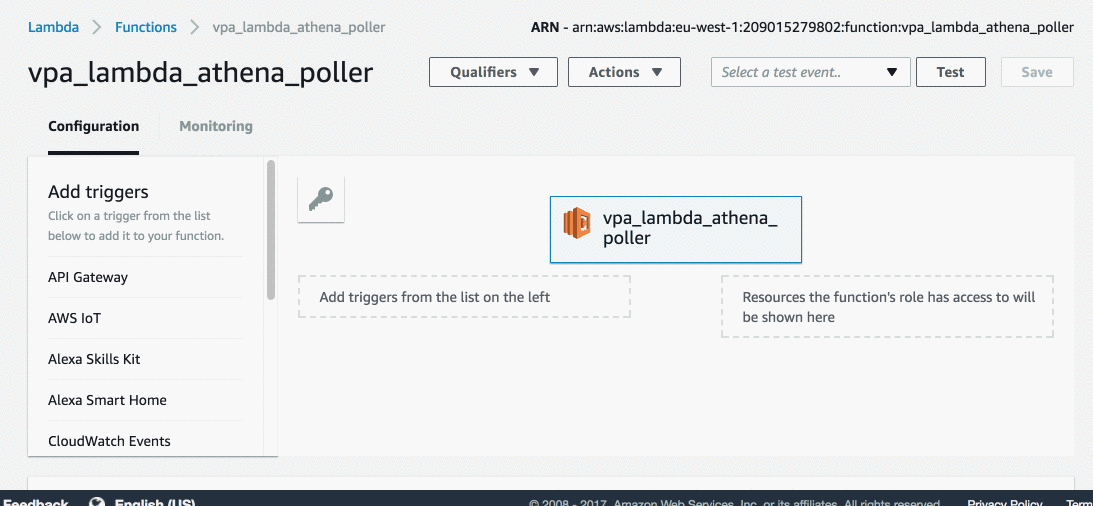 Lambda > Functions > vpa_lambda_athena_poller
ARN - arn:aws:lambda:eu-west-1:209015279802:function:vpa_lambda_athena_poller
vpa_lambda_athena_poller
Qualifiers
Actions
Select a test event..
Test
Save
Configuration
Monitoring
Add triggers
Click on a trigger from the list
below to add it to your function.
API Gateway
AWS IoT
Alexa Skills Kit
Alexa Smart Home
CloudWatch Events
vpa_lambda_athena_
poller
Add triggers from the list on the left
Resources the function's role has access to will
be shown here
Feedback
English (US)
© 2008 - 2017, Amazon Web Services, Inc. or its affiliates. All rights reserved.
Privacy Policy
Term